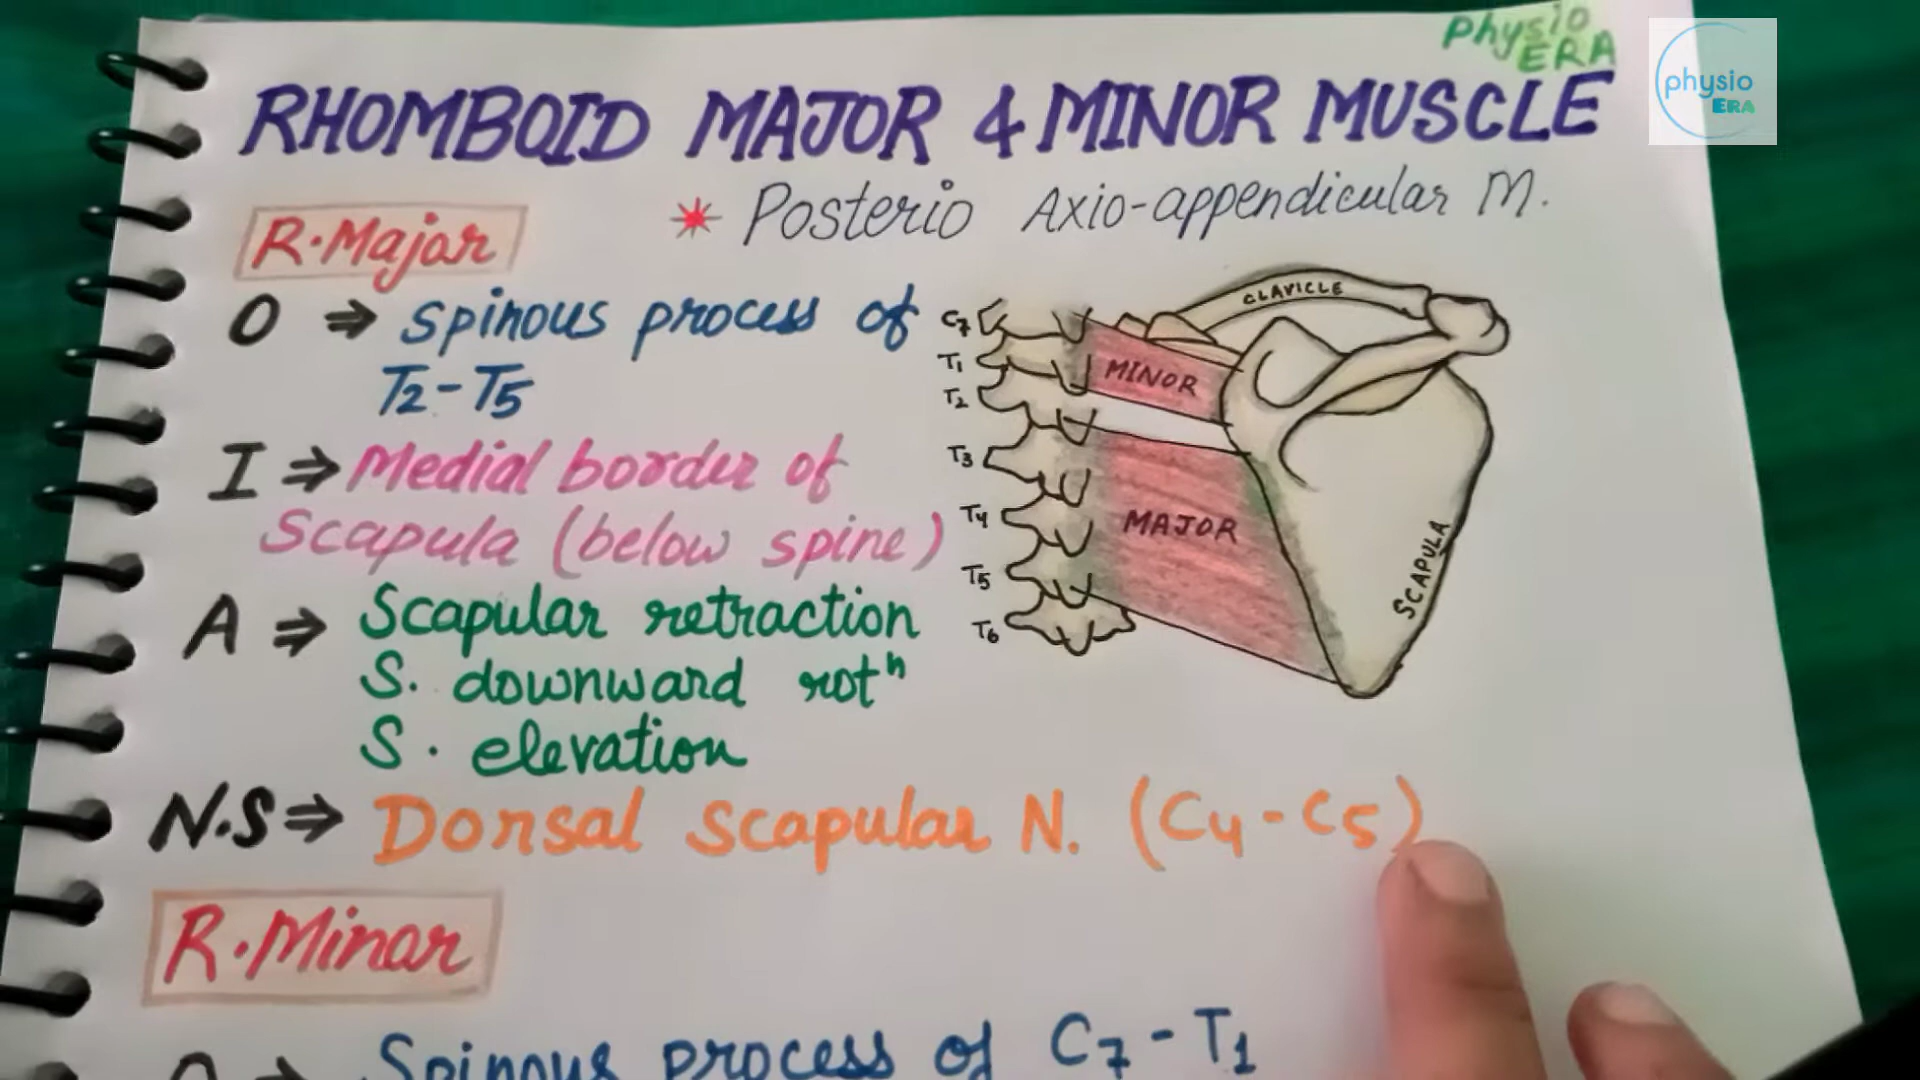 Physio
ERA
physio
ERA
RHOMBOID MAJOR & MINOR MUSCLE
Posterio Axio-appendicular M.
R.Major
O ⇒ Spinous process of
T2-T5
I ⇒ Medial border of
Scapula (below spine)
A ⇒ Scapular retraction
S. downward rotⁿ
S. elevation
N.S ⇒ Dorsal Scapular N. (C4-C5)
CLAVICLE
C7
T1
MINOR
T2
T3
T4
MAJOR
T5
SCAPULA
T6
R.Minor
O ⇒ Spinous process of C7-T1